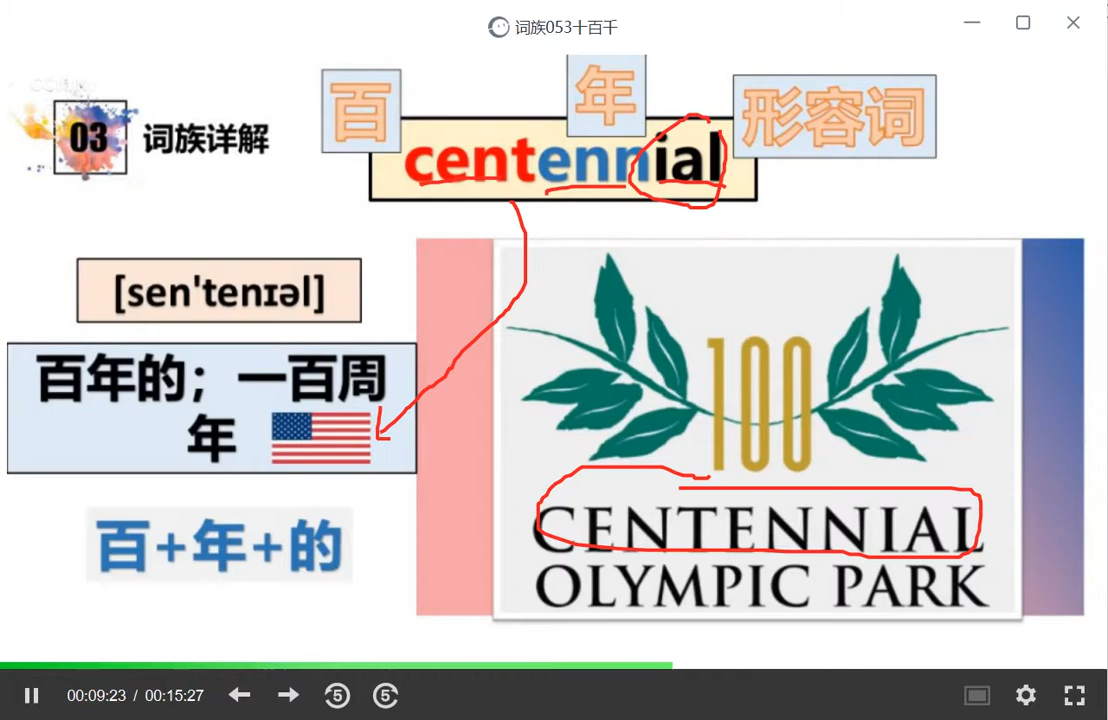 词族053十百千
百
年
形容词
03 词族详解
centennial
[sen'tenɪəl]
百年的；一百周
年
百+年+的
100
CENTENNIAL
OLYMPIC PARK
00:09:23 / 00:15:27
5
5